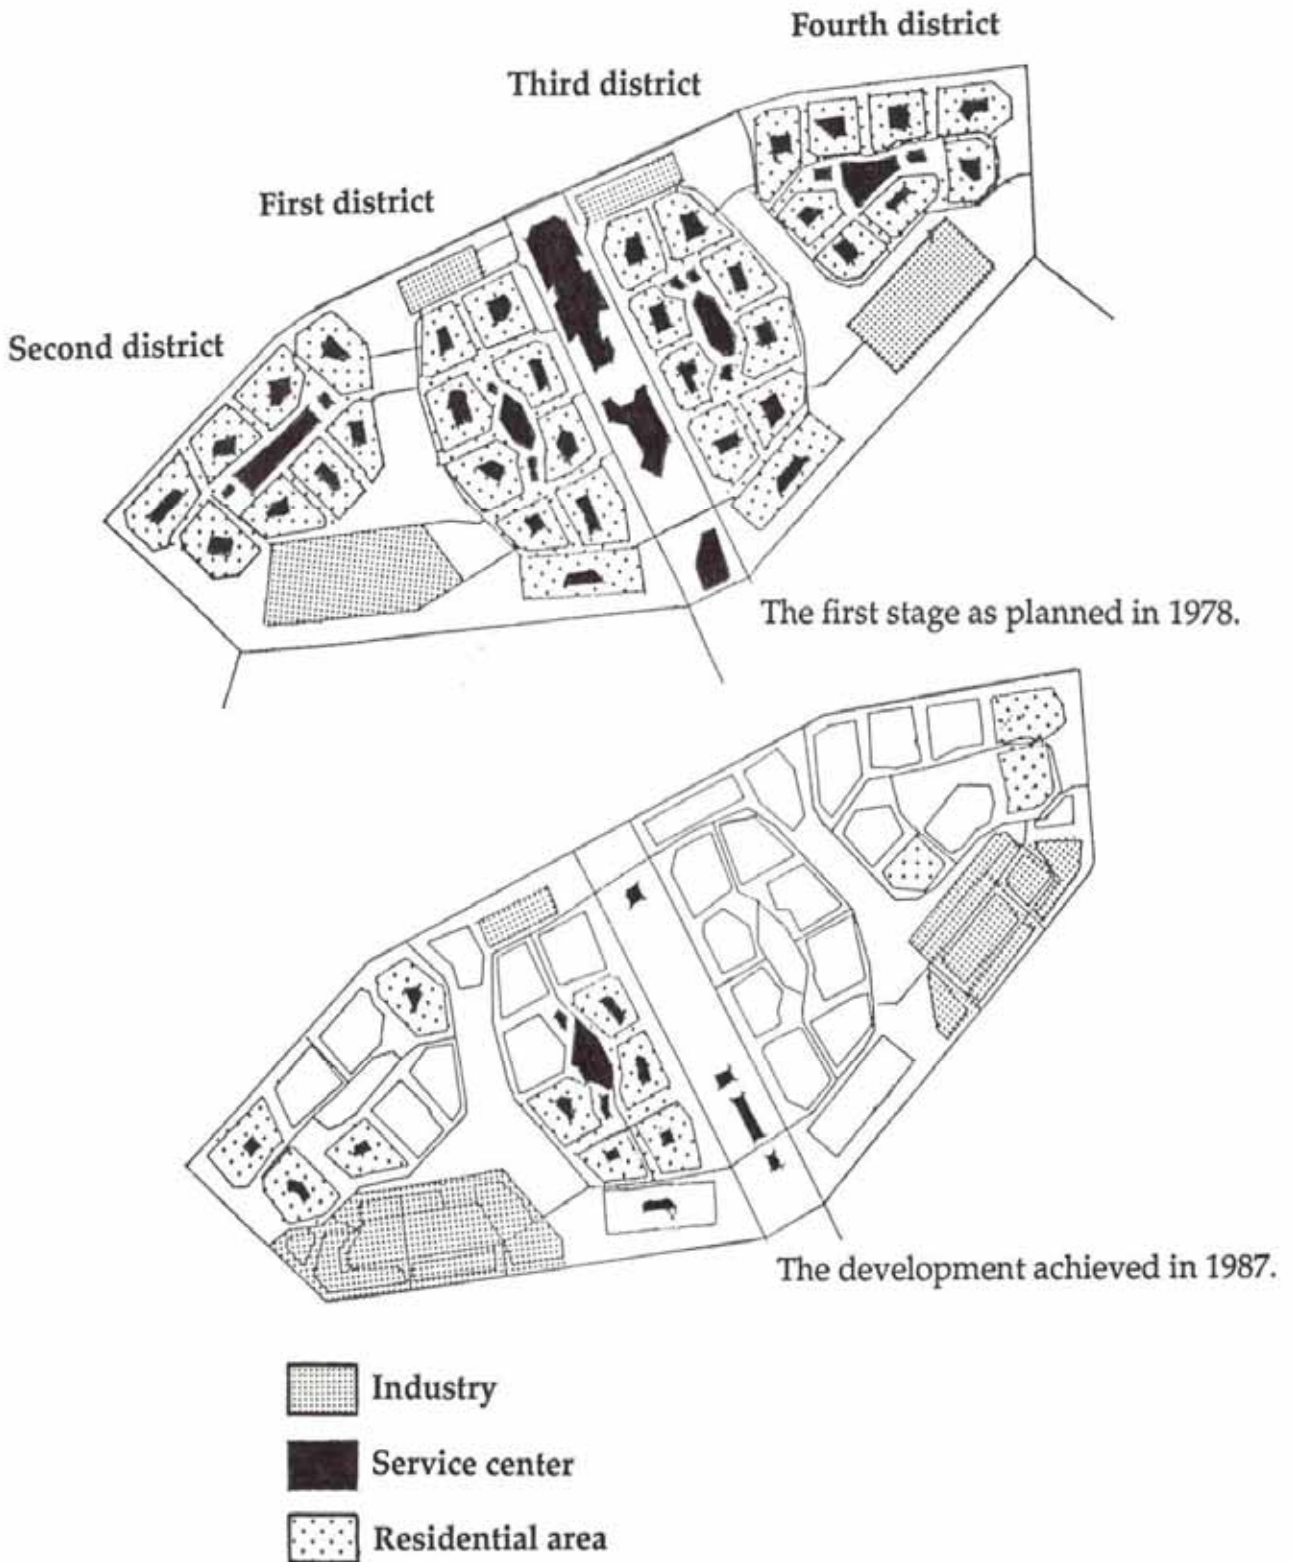 Fourth district
Third district
First district
Second district
The first stage as planned in 1978.
The development achieved in 1987.
Industry
Service center
Residential area